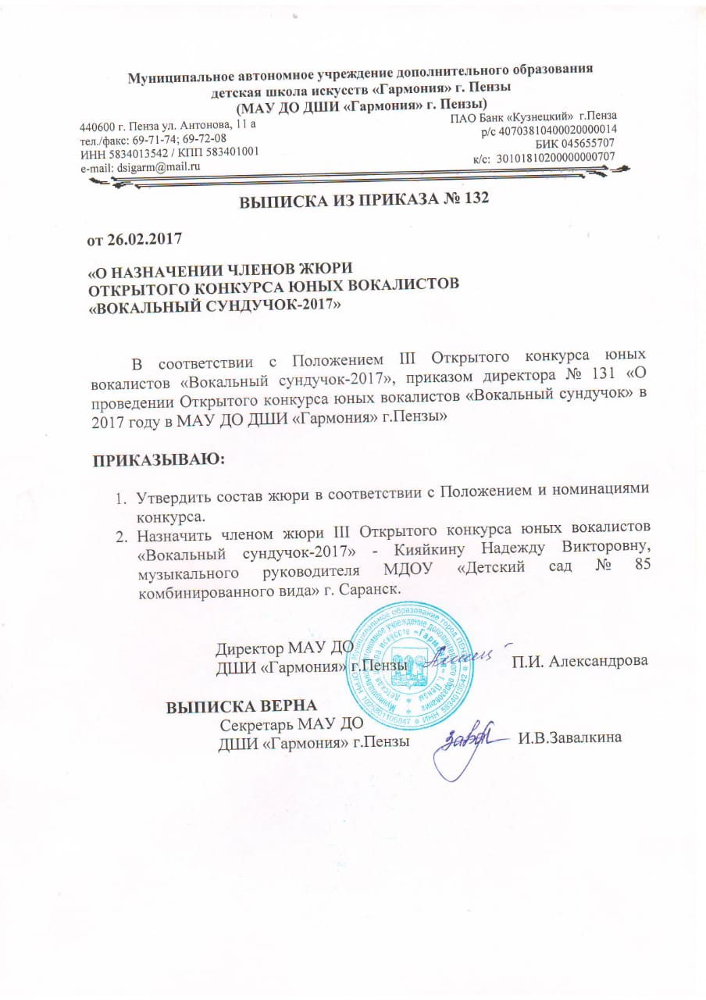 Муниципальное автономное учреждение дополнительного образования
детская школа искусств «Гармония» г. Пензы
(МАУ ДО ДШИ «Гармония» г. Пензы)
440600 г. Пенза ул. Антонова, 11 а
тел./факс: 69-71-74; 69-72-08
ИНН 5834013542 / КПП 583401001
e-mail: dsigarm@mail.ru
ПАО Банк «Кузнецкий» г.Пенза
р/с 40703810400020000014
БИК 045655707
к/с: 30101810200000000707
ВЫПИСКА ИЗ ПРИКАЗА № 132
от 26.02.2017
«О НАЗНАЧЕНИИ ЧЛЕНОВ ЖЮРИ
ОТКРЫТОГО КОНКУРСА ЮНЫХ ВОКАЛИСТОВ
«ВОКАЛЬНЫЙ СУНДУЧОК-2017»
В соответствии с Положением III Открытого конкурса юных
вокалистов «Вокальный сундучок-2017», приказом директора № 131 «О
проведении Открытого конкурса юных вокалистов «Вокальный сундучок» в
2017 году в МАУ ДО ДШИ «Гармония» г.Пензы»
ПРИКАЗЫВАЮ:
1. Утвердить состав жюри в соответствии с Положением и номинациями
конкурса.
2. Назначить членом жюри III Открытого конкурса юных вокалистов
«Вокальный сундучок-2017» - Кияйкину Надежду Викторовну,
музыкального руководителя МДОУ «Детский сад № 85
комбинированного вида» г. Саранск.
Директор МАУ ДО
ДШИ «Гармония» г.Пензы П.И. Александрова
ВЫПИСКА ВЕРНА
Секретарь МАУ ДО
ДШИ «Гармония» г.Пензы И.В.Завалкина
Муниципальное образование город ПЕНЗА * ИНН 5834013542 * ОГРН 1025801106847
Муниципальное автономное учреждение дополнительного образования
Детская школа искусств «Гармония» г. Пензы